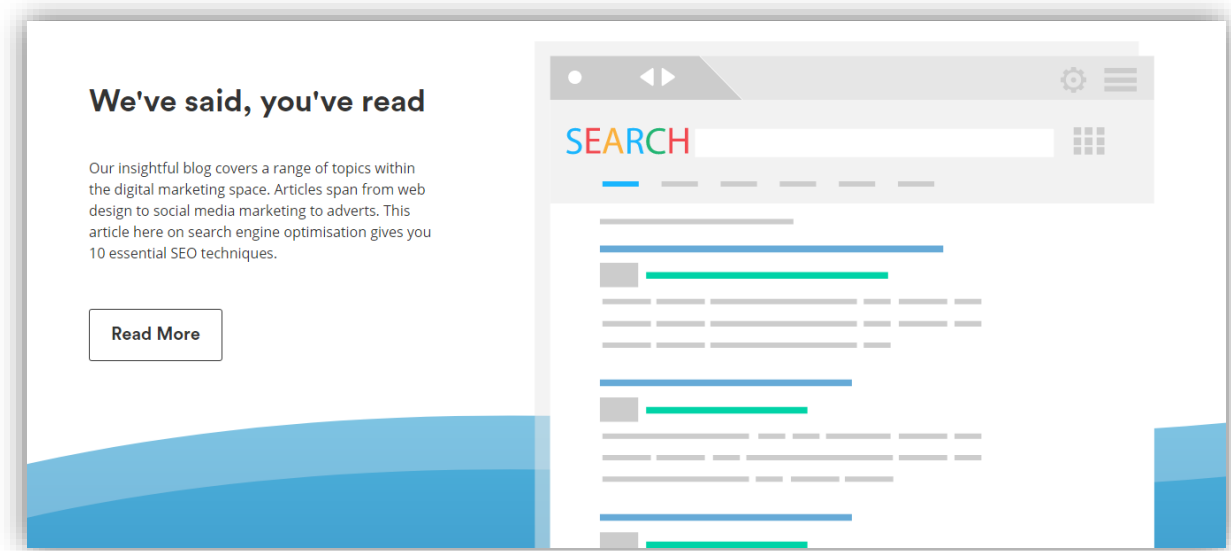 We've said, you've read
Our insightful blog covers a range of topics within
the digital marketing space. Articles span from web
design to social media marketing to adverts. This
article here on search engine optimisation gives you
10 essential SEO techniques.
Read More
SEARCH